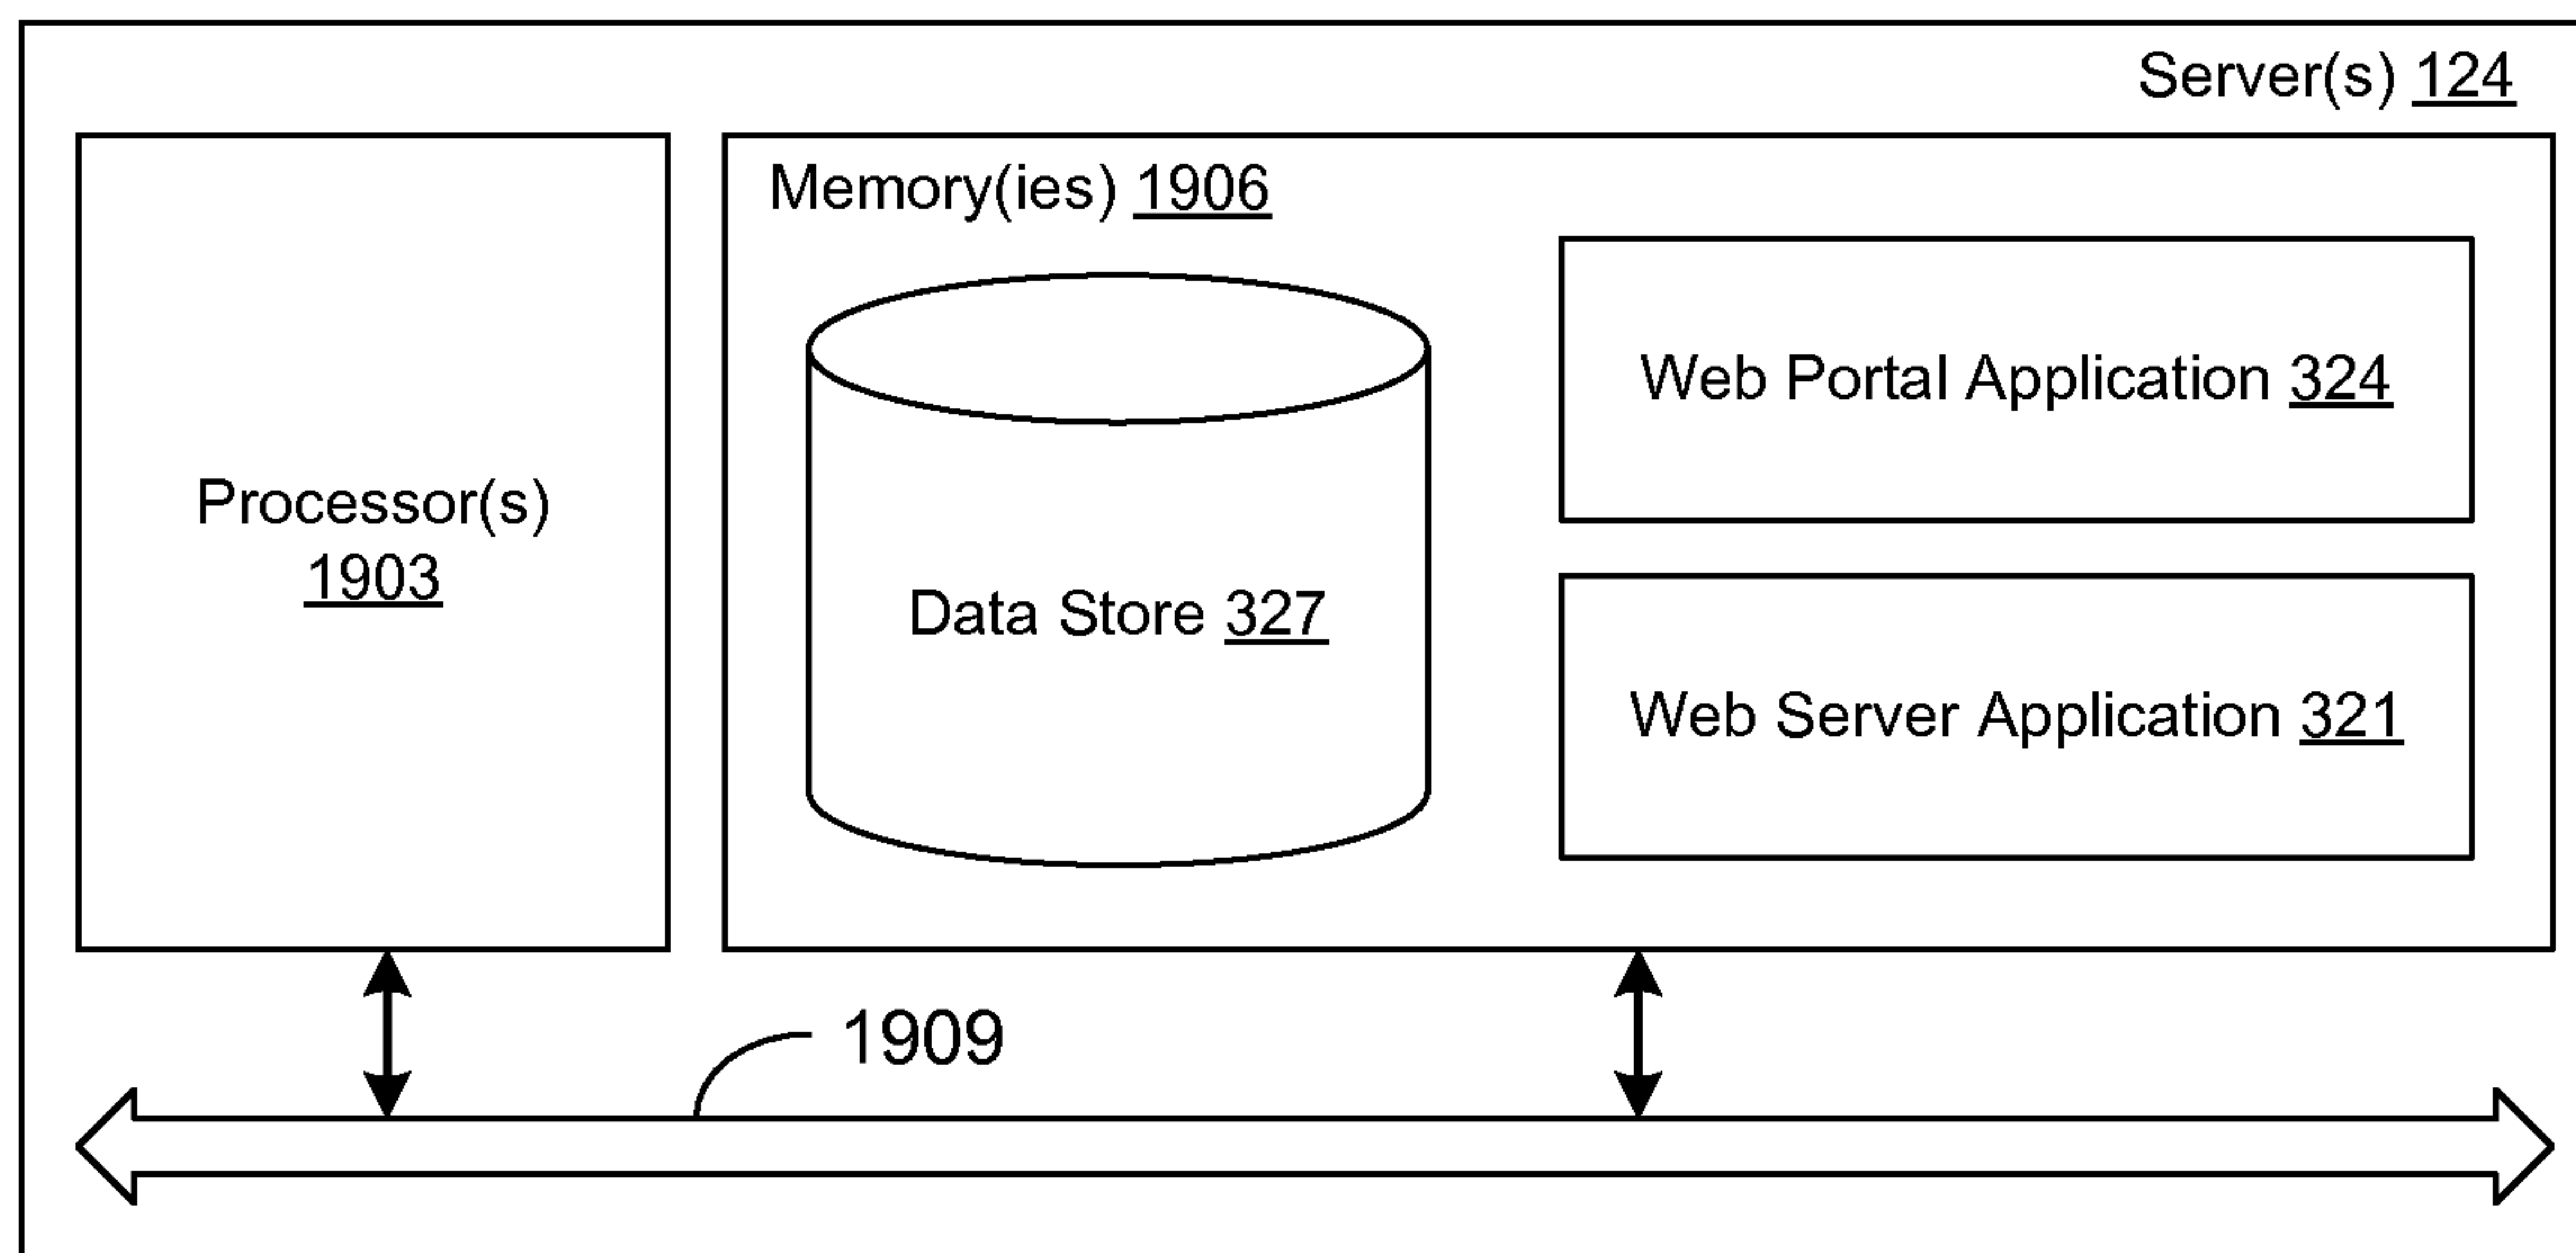 Server(s) 124
Memory(ies) 1906
Processor(s)
1903
Data Store 327
Web Portal Application 324
Web Server Application 321
1909